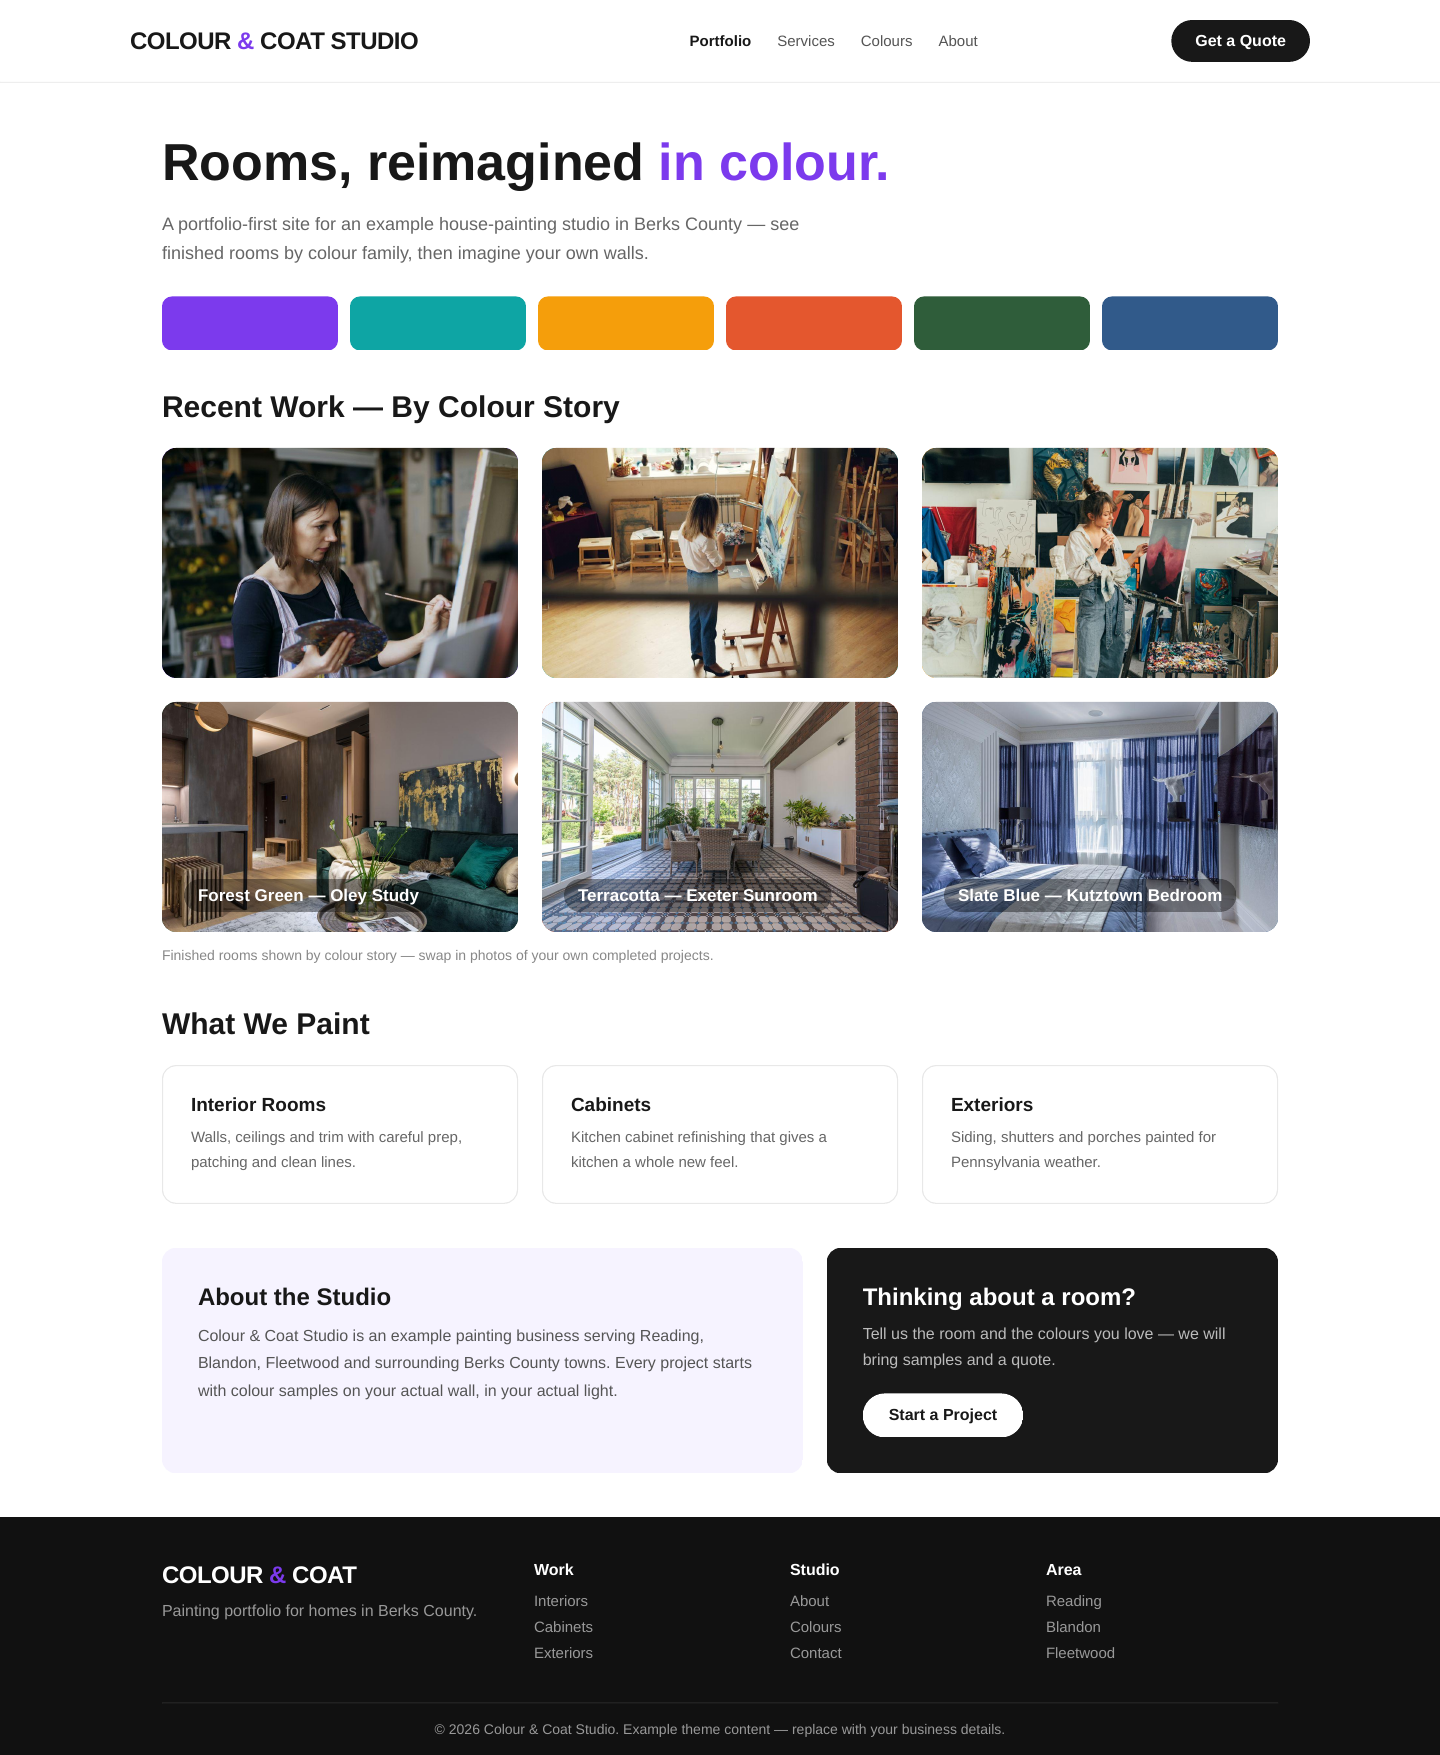 COLOUR & COAT STUDIO
Portfolio
Services
Colours
About
Get a Quote
Rooms, reimagined in colour.
A portfolio-first site for an example house-painting studio in Berks County — see
finished rooms by colour family, then imagine your own walls.
Recent Work — By Colour Story
Forest Green — Oley Study
Terracotta — Exeter Sunroom
Slate Blue — Kutztown Bedroom
Finished rooms shown by colour story — swap in photos of your own completed projects.
What We Paint
Interior Rooms
Walls, ceilings and trim with careful prep,
patching and clean lines.
Cabinets
Kitchen cabinet refinishing that gives a
kitchen a whole new feel.
Exteriors
Siding, shutters and porches painted for
Pennsylvania weather.
About the Studio
Colour & Coat Studio is an example painting business serving Reading,
Blandon, Fleetwood and surrounding Berks County towns. Every project starts
with colour samples on your actual wall, in your actual light.
Thinking about a room?
Tell us the room and the colours you love — we will
bring samples and a quote.
Start a Project
COLOUR & COAT
Painting portfolio for homes in Berks County.
Work
Interiors
Cabinets
Exteriors
Studio
About
Colours
Contact
Area
Reading
Blandon
Fleetwood
© 2026 Colour & Coat Studio. Example theme content — replace with your business details.